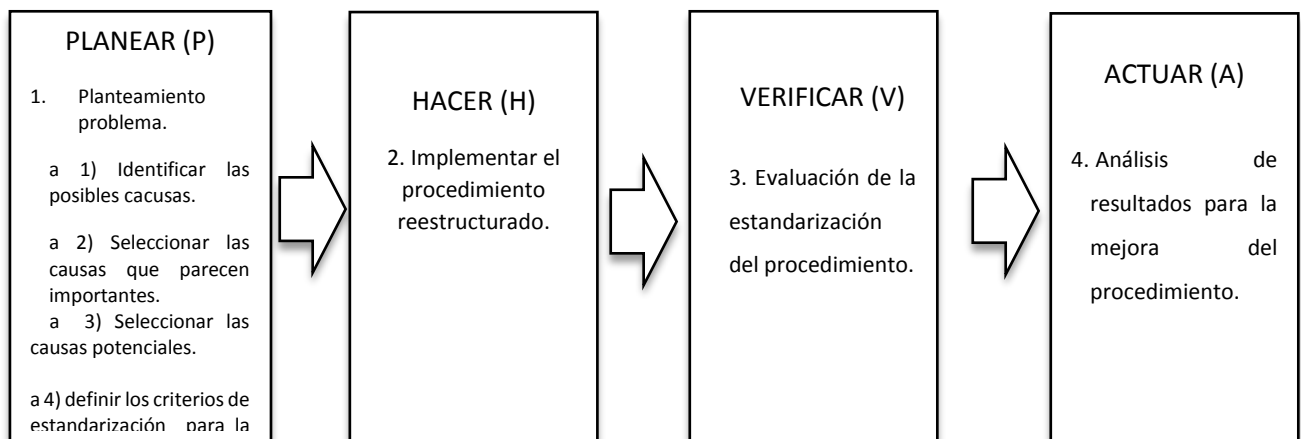 PLANEAR (P)
1. Planteamiento
problema.
a 1) Identificar las
posibles cacusas.
a 2) Seleccionar las
causas que parecen
importantes.
a 3) Seleccionar las
causas potenciales.
a 4) definir los criterios de
estandarización para la
HACER (H)
2. Implementar el
procedimiento
reestructurado.
VERIFICAR (V)
3. Evaluación de la
estandarización
del procedimiento.
ACTUAR (A)
4. Análisis de
resultados para la
mejora del
procedimiento.